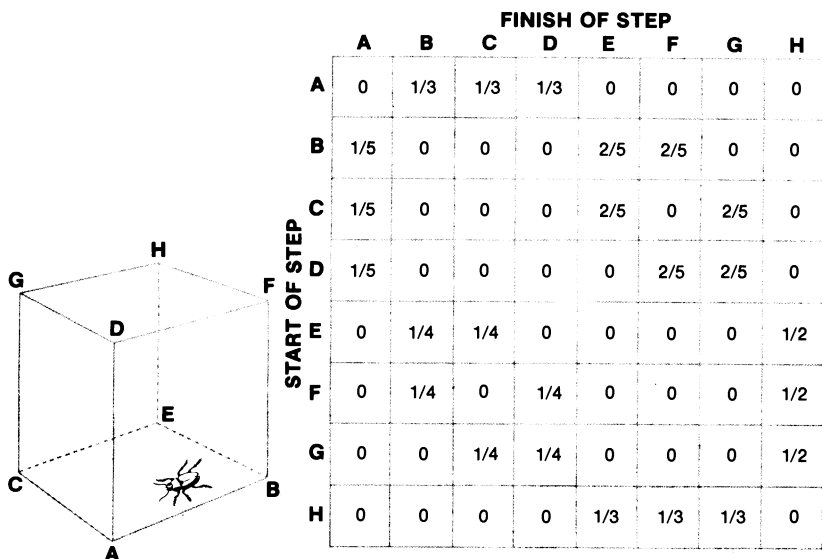 FINISH OF STEP
A B C D E F G H
START OF STEP
A 0 1/3 1/3 1/3 0 0 0 0
B 1/5 0 0 0 2/5 2/5 0 0
C 1/5 0 0 0 2/5 0 2/5 0
D 1/5 0 0 0 0 2/5 2/5 0
E 0 1/4 1/4 0 0 0 0 1/2
F 0 1/4 0 1/4 0 0 0 1/2
G 0 0 1/4 1/4 0 0 0 1/2
H 0 0 0 0 1/3 1/3 1/3 0
H
G
F
D
E
C
B
A